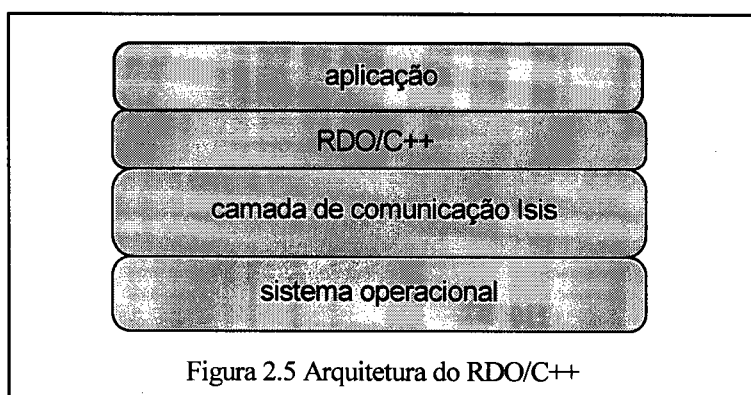 aplicação
RDO/C++
camada de comunicação Isis
sistema operacional
Figura 2.5 Arquitetura do RDO/C++